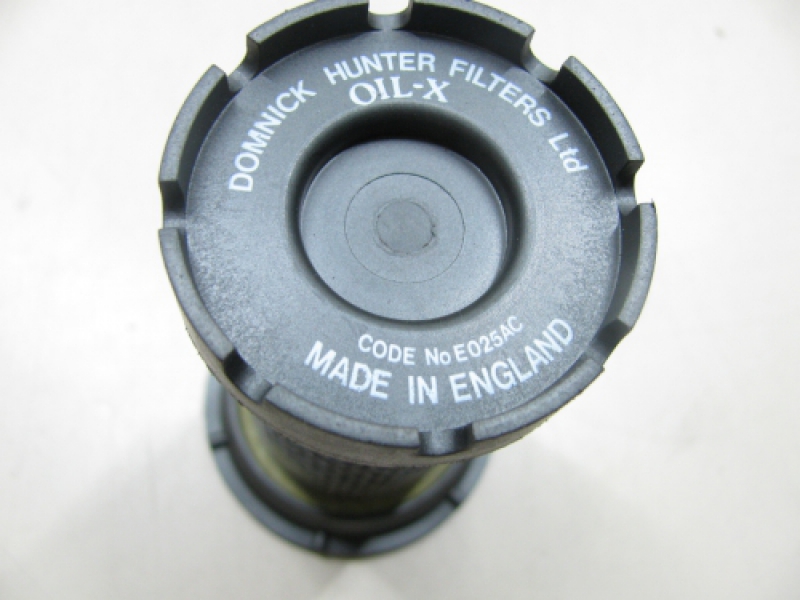 DOMNICK HUNTER FILTERS Ltd
OIL-X
CODE No E025AC
MADE IN ENGLAND